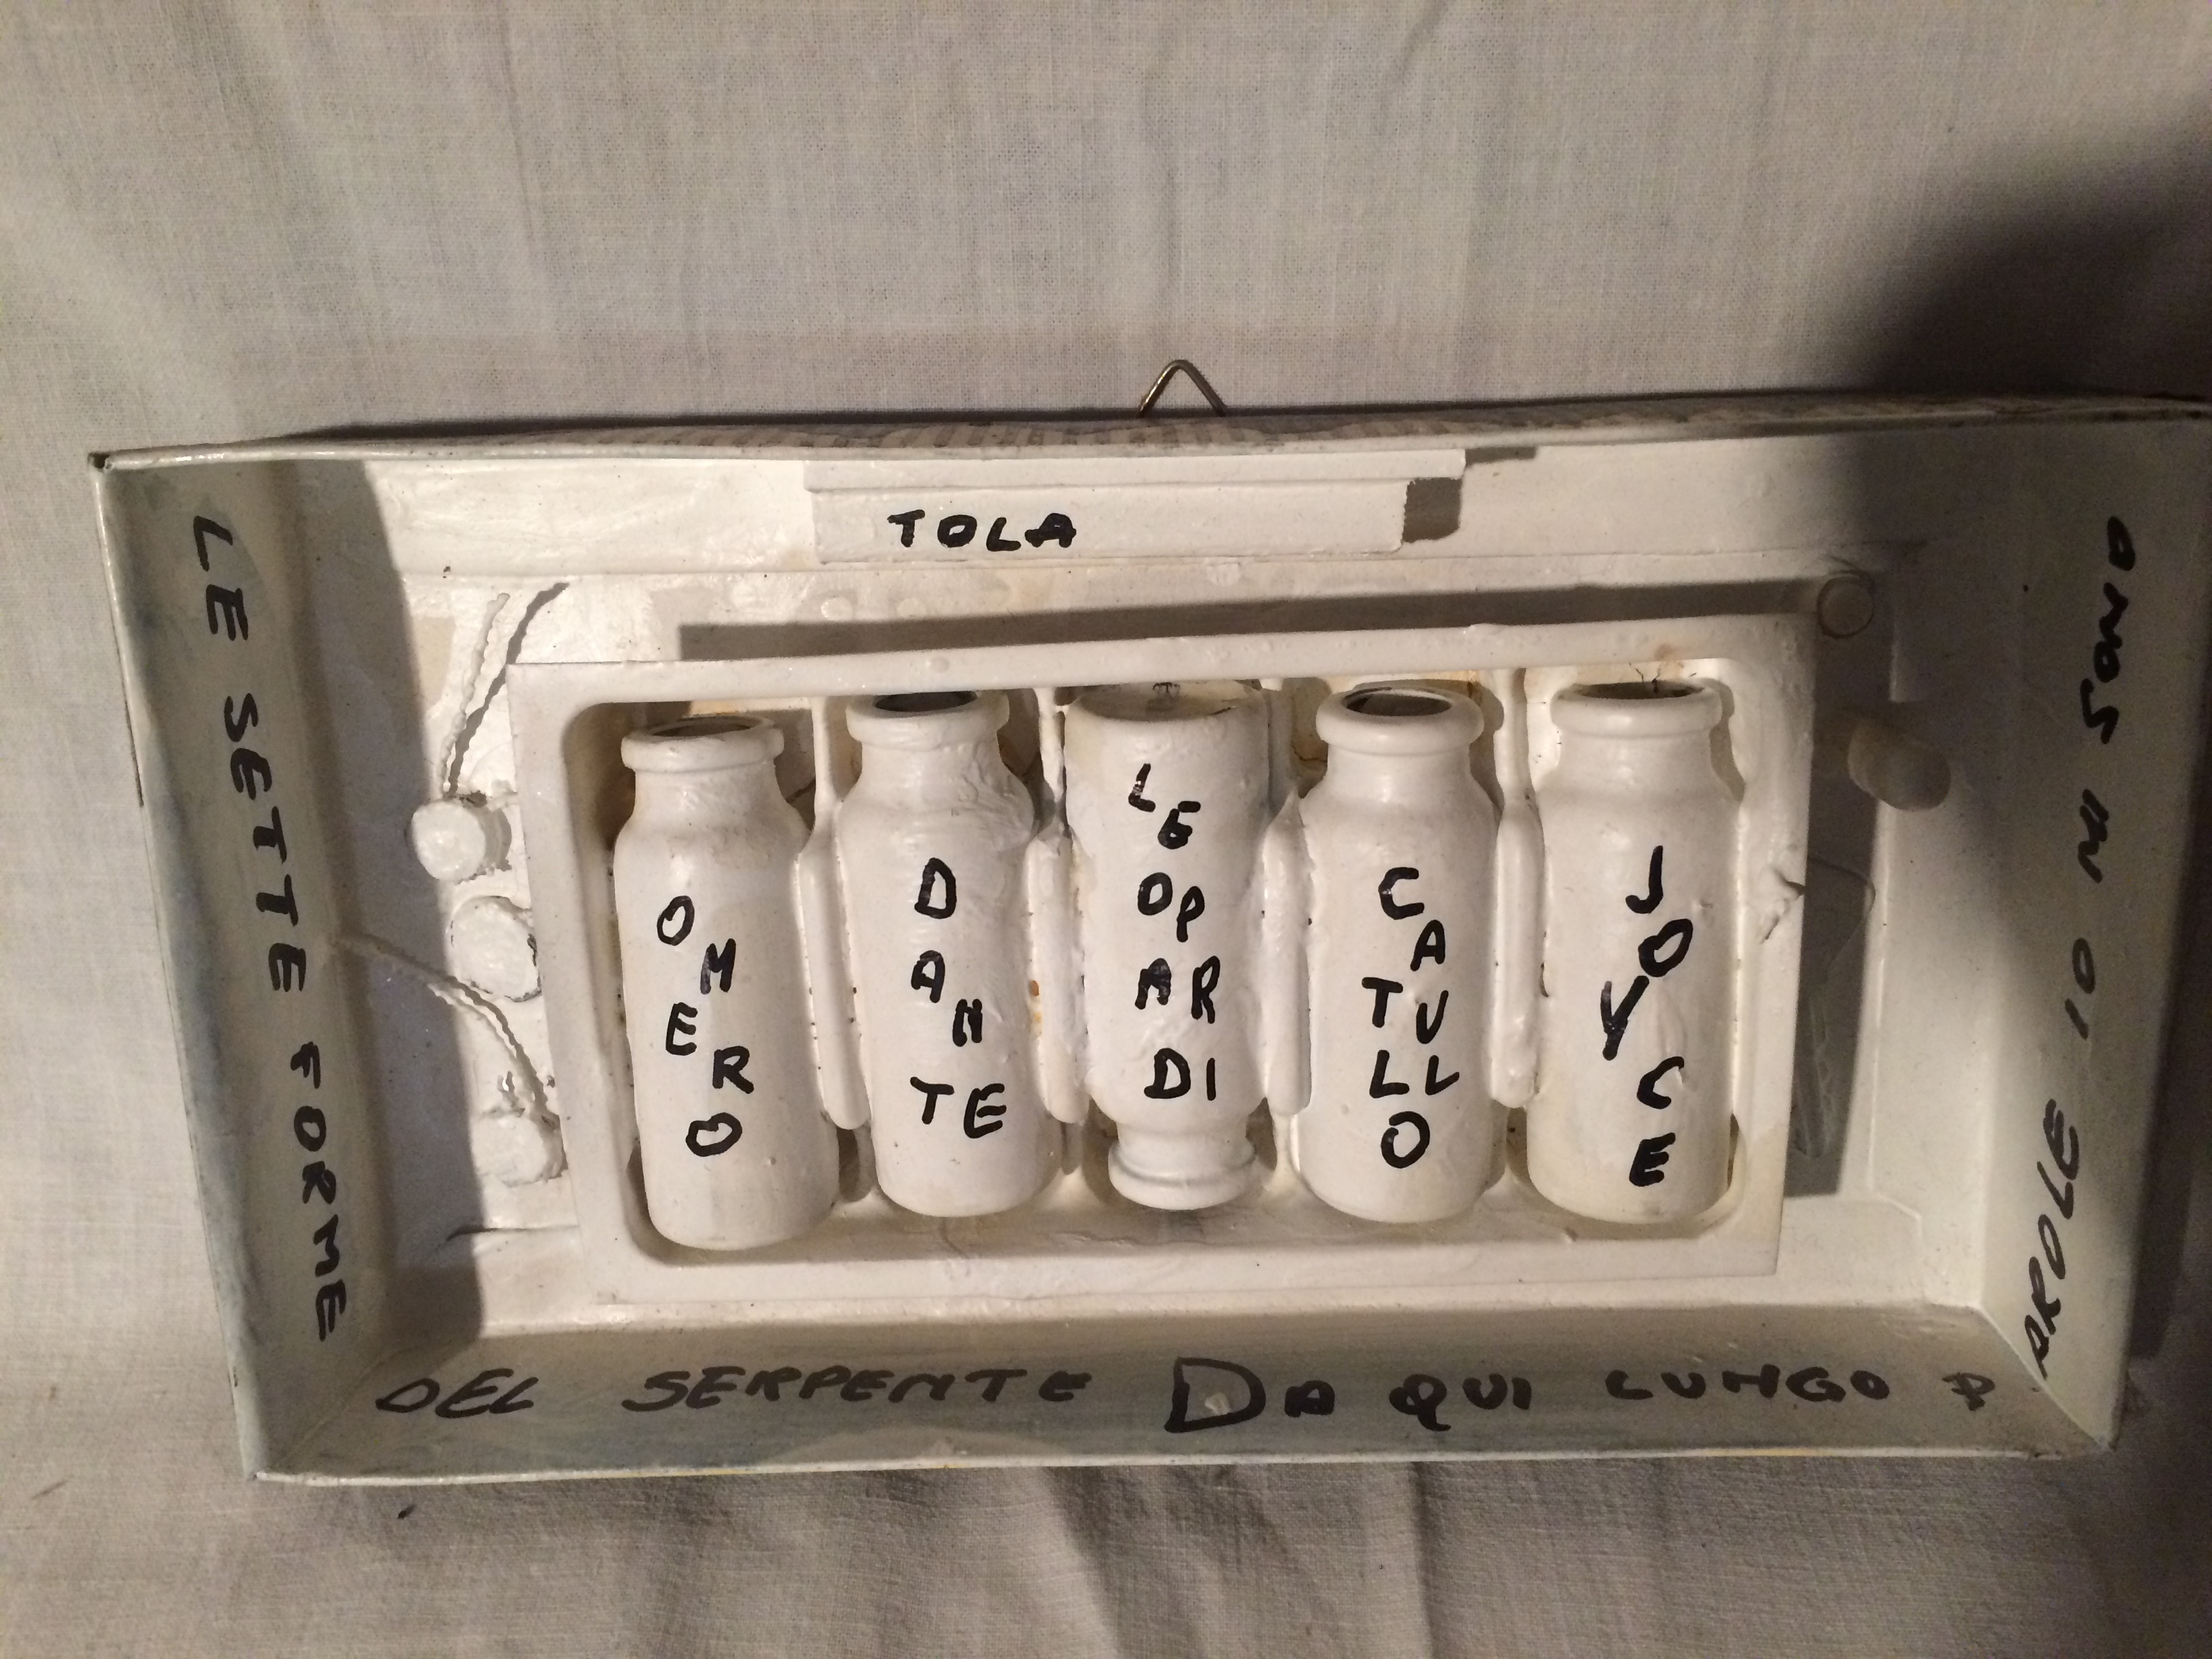 TOLA
OMERO
DANTE
LEOPARDI
CATULLO
JOYCE
LE SETTE FORME
DEL SERPENTE DA QUI LUNGO P
AROLE IO MI SONO